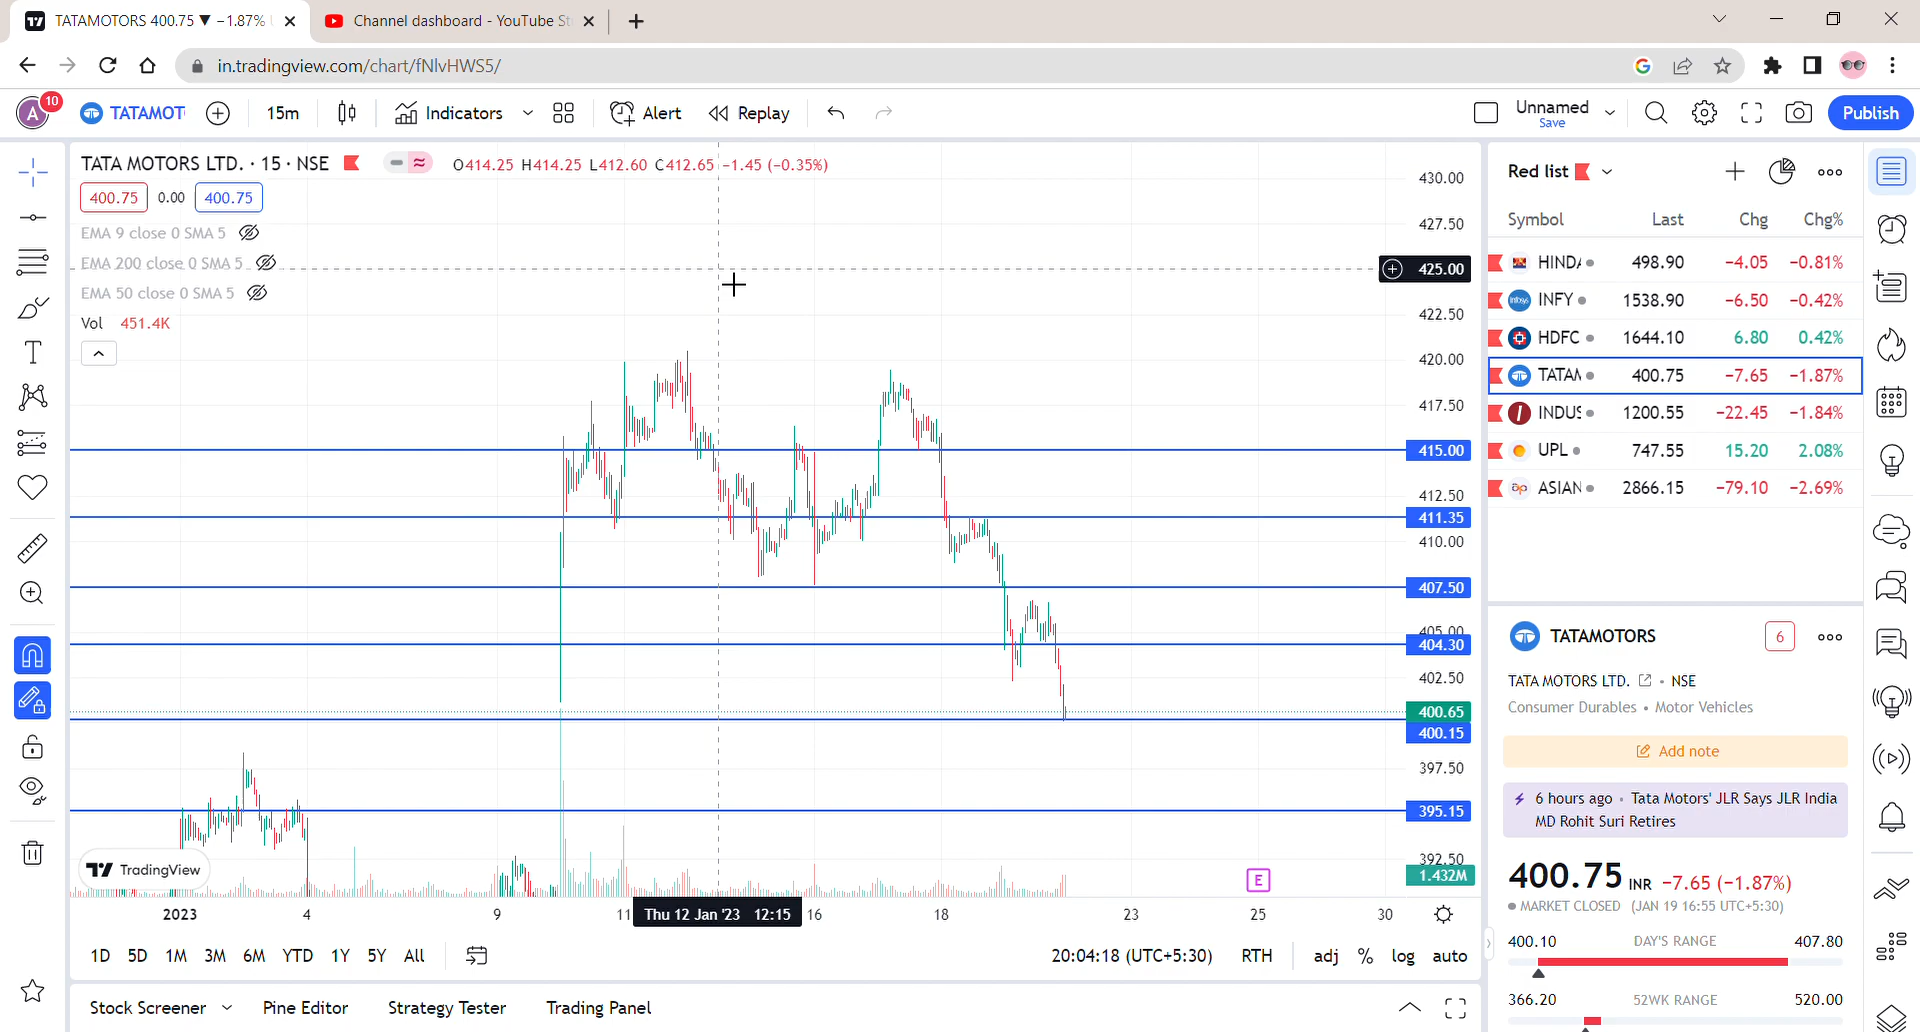 TATAMOTORS 400.75 ▼ −1.87%
Channel dashboard - YouTube St
in.tradingview.com/chart/fNlvHWS5/
A 10 TATAMOT 15m Indicators Alert Replay Unnamed Publish
Save
TATA MOTORS LTD. · 15 · NSE O414.25 H414.25 L412.60 C412.65 −1.45 (−0.35%)
400.75 0.00 400.75
EMA 9 close 0 SMA 5
EMA 200 close 0 SMA 5
EMA 50 close 0 SMA 5
Vol 451.4K
430.00
427.50
425.00
422.50
420.00
417.50
415.00
412.50
411.35
410.00
407.50
405.00
404.30
402.50
400.65
400.15
397.50
395.15
392.50
1.432M
TradingView
E
2023 4 9 11 Thu 12 Jan '23 12:15 16 18 23 25 30
1D 5D 1M 3M 6M YTD 1Y 5Y All 20:04:18 (UTC+5:30) RTH adj % log auto
Stock Screener Pine Editor Strategy Tester Trading Panel
Red list
Symbol Last Chg Chg%
HINDA 498.90 −4.05 −0.81%
INFY 1538.90 −6.50 −0.42%
HDFC 1644.10 6.80 0.42%
TATAM 400.75 −7.65 −1.87%
INDUS 1200.55 −22.45 −1.84%
UPL 747.55 15.20 2.08%
ASIAN 2866.15 −79.10 −2.69%
TATAMOTORS 6
TATA MOTORS LTD. • NSE
Consumer Durables • Motor Vehicles
Add note
6 hours ago • Tata Motors' JLR Says JLR India
MD Rohit Suri Retires
400.75 INR −7.65 (−1.87%)
MARKET CLOSED (JAN 19 16:55 UTC+5:30)
400.10 DAY'S RANGE 407.80
366.20 52WK RANGE 520.00